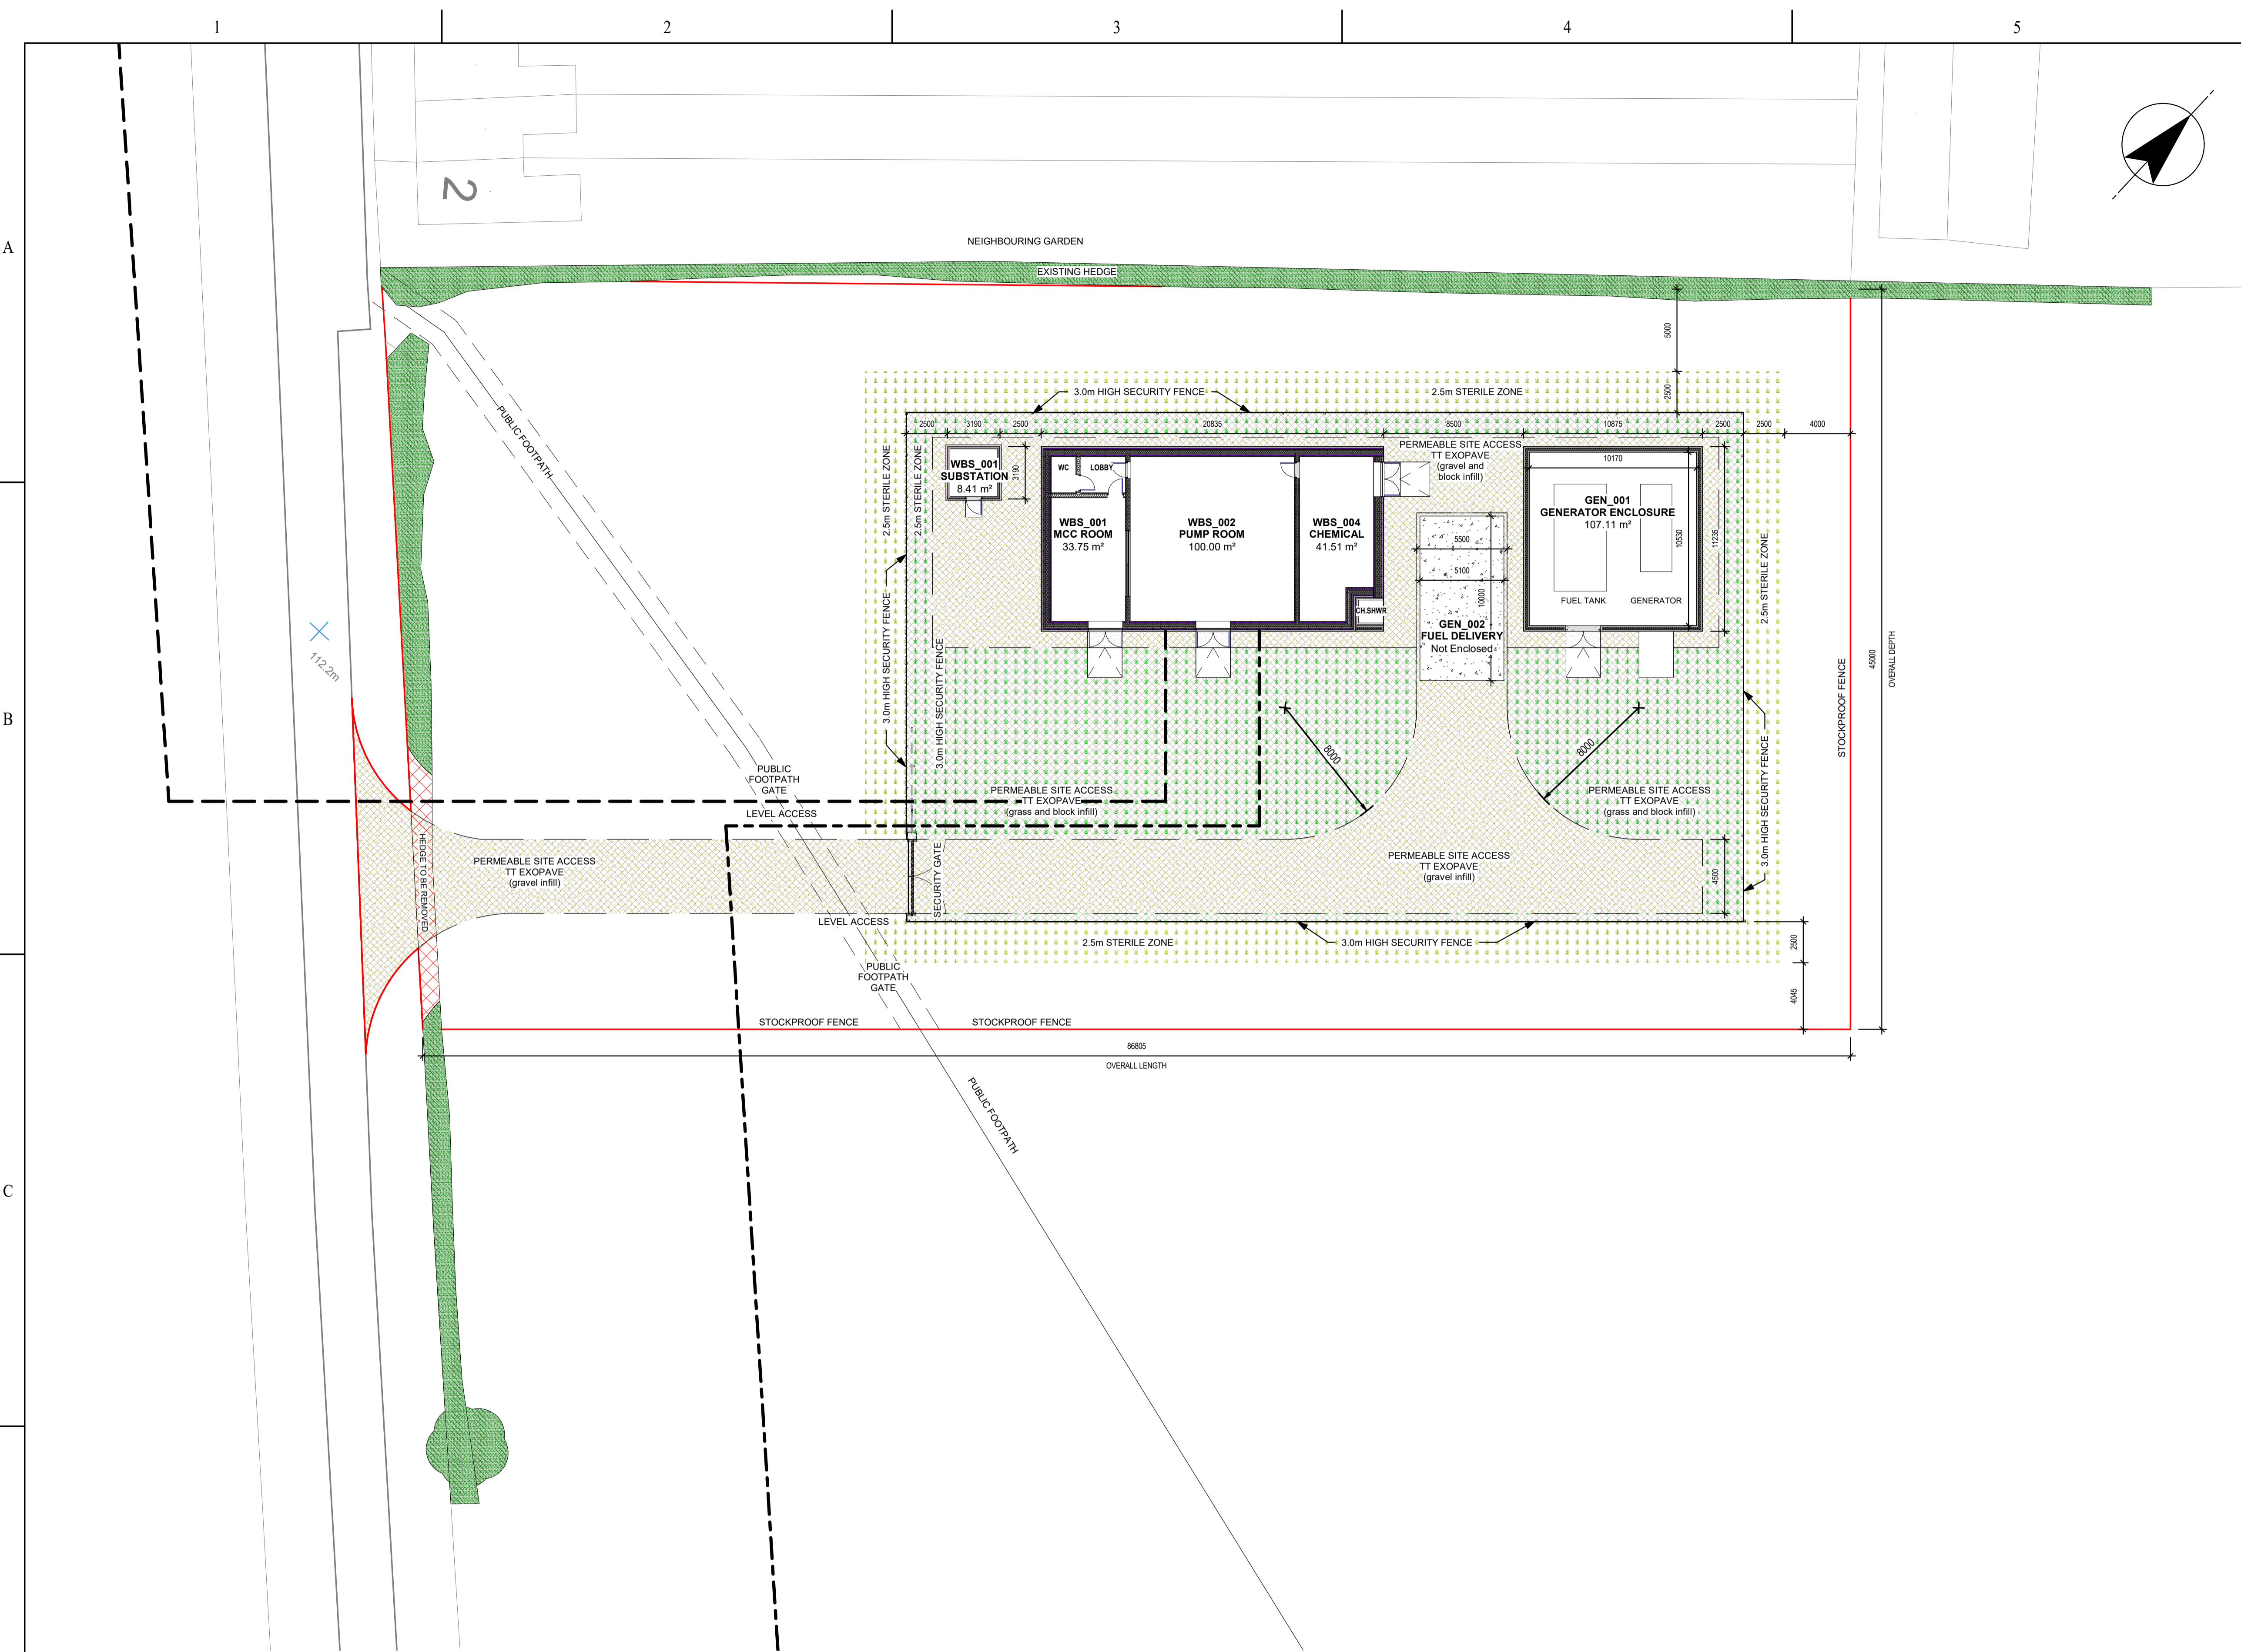 1
2
3
4
5
A
B
C
2
NEIGHBOURING GARDEN
EXISTING HEDGE
5000
2500
3.0m HIGH SECURITY FENCE
2.5m STERILE ZONE
2500
3190
2500
20835
8500
10875
2500
2500
4000
PUBLIC FOOTPATH
2.5m STERILE ZONE
2.5m STERILE ZONE
WBS_001
SUBSTATION
8.41 m²
3190
WC
LOBBY
WBS_001
MCC ROOM
33.75 m²
WBS_002
PUMP ROOM
100.00 m²
WBS_004
CHEMICAL
41.51 m²
CH.SHWR
PERMEABLE SITE ACCESS
TT EXOPAVE
(gravel and
block infill)
5500
5100
10000
GEN_002
FUEL DELIVERY
Not Enclosed
10170
GEN_001
GENERATOR ENCLOSURE
107.11 m²
10530
11235
FUEL TANK
GENERATOR
2.5m STERILE ZONE
3.0m HIGH SECURITY FENCE
3.0m HIGH SECURITY FENCE
3.0m HIGH SECURITY FENCE
STOCKPROOF FENCE
45000
OVERALL DEPTH
112.2m
8000
8000
PUBLIC
FOOTPATH
GATE
LEVEL ACCESS
PERMEABLE SITE ACCESS
TT EXOPAVE
(grass and block infill)
PERMEABLE SITE ACCESS
TT EXOPAVE
(grass and block infill)
HEDGE TO BE REMOVED
PERMEABLE SITE ACCESS
TT EXOPAVE
(gravel infill)
SECURITY GATE
PERMEABLE SITE ACCESS
TT EXOPAVE
(gravel infill)
4500
LEVEL ACCESS
2.5m STERILE ZONE
3.0m HIGH SECURITY FENCE
2500
PUBLIC
FOOTPATH
GATE
4045
STOCKPROOF FENCE
STOCKPROOF FENCE
86805
OVERALL LENGTH
PUBLIC FOOTPATH